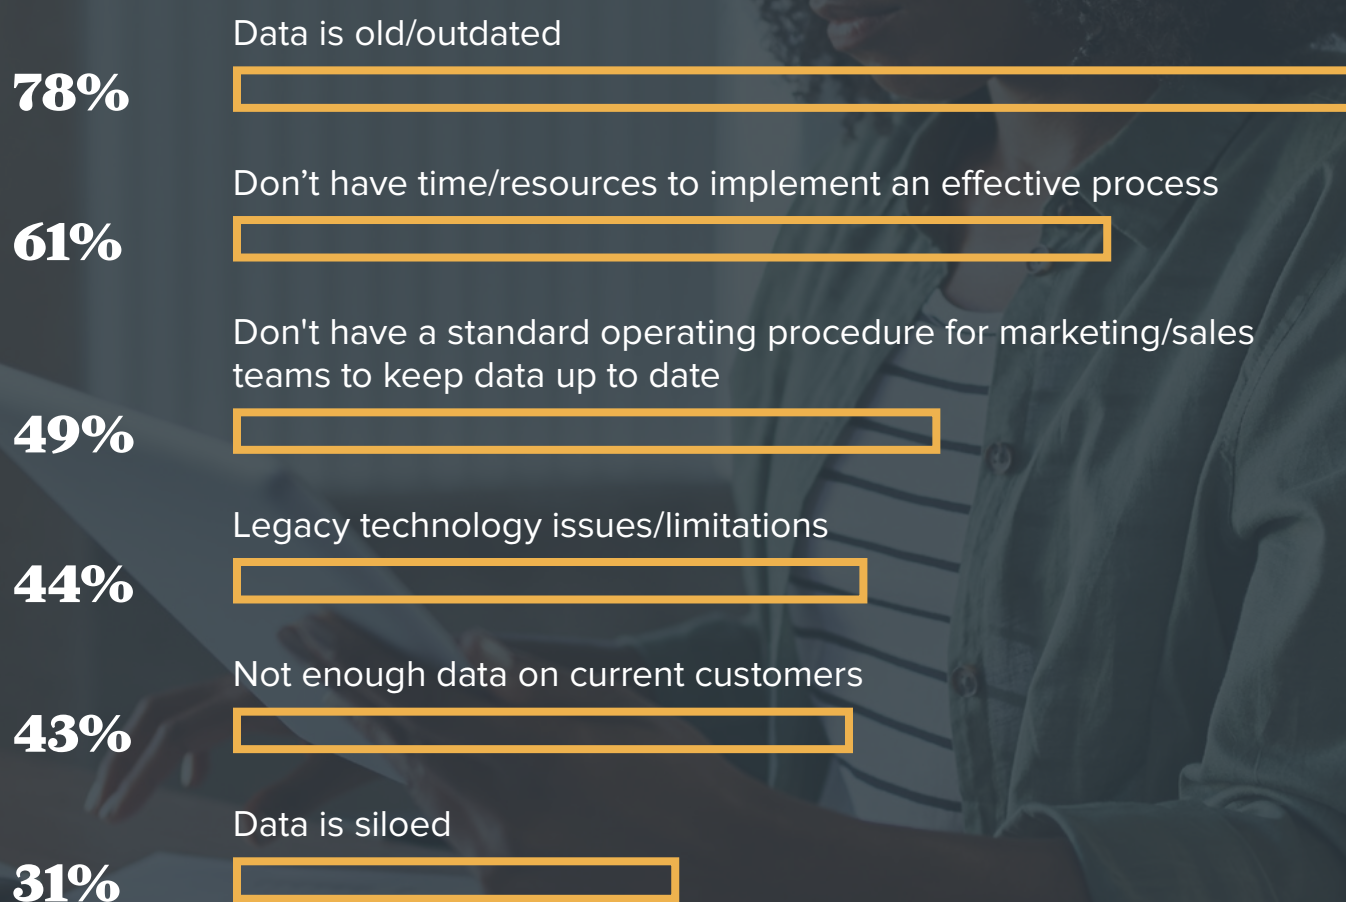 Data is old/outdated
78%
Don’t have time/resources to implement an effective process
61%
Don't have a standard operating procedure for marketing/sales
teams to keep data up to date
49%
Legacy technology issues/limitations
44%
Not enough data on current customers
43%
Data is siloed
31%